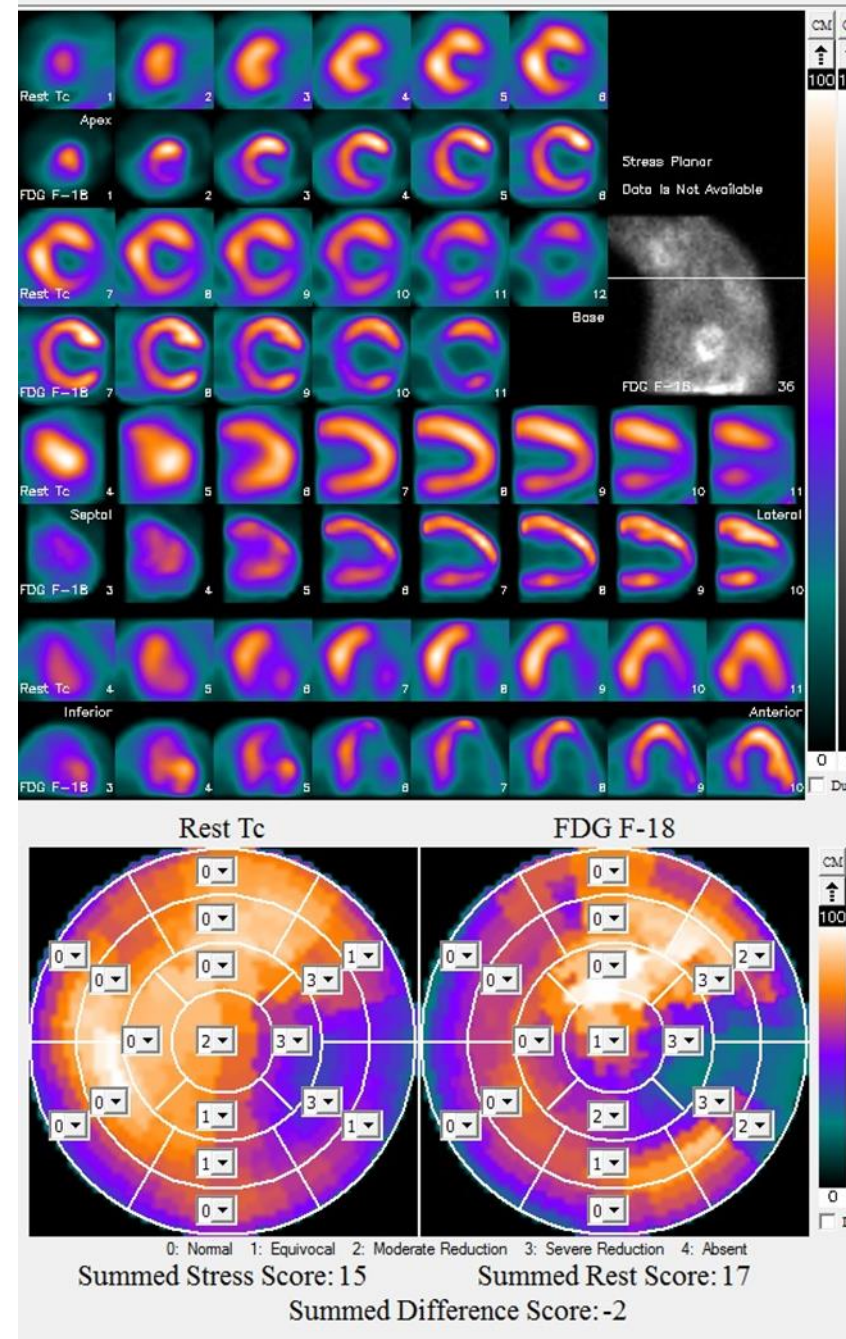 CM
100 1
Rest Tc 1 2 3 4 5 6
Apex
FDG F-18 1 2 3 4 5 6
Stress Planar
Data Is Not Available
Rest Tc 7 8 9 10 11 12
Base
FDG F-18 7 8 9 10 11
FDG F-18 36
Rest Tc 4 5 6 7 8 9 10 11
Septal Lateral
FDG F-18 3 4 5 6 7 8 9 10
Rest Tc 4 5 6 7 8 9 10 11
Inferior Anterior
FDG F-18 3 4 5 6 7 8 9 10
0
Du
Rest Tc FDG F-18
CM
100
0 0
0 0
0 1 0 2
0 0 3 0 0 3
0 2 3 0 1 3
0 3 0 3
0 1 1 0 2 2
1 1
0 0
0
0: Normal 1: Equivocal 2: Moderate Reduction 3: Severe Reduction 4: Absent
Summed Stress Score: 15 Summed Rest Score: 17
Summed Difference Score: -2